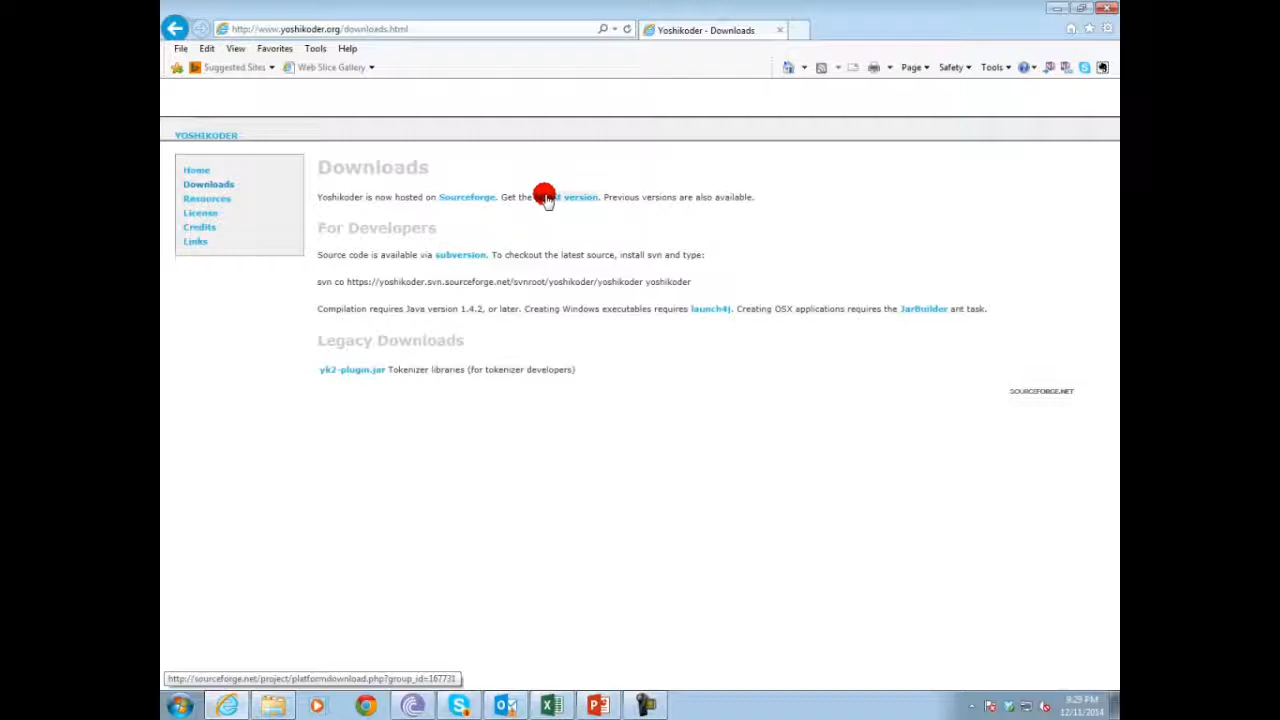 http://www.yoshikoder.org/downloads.html
Yoshikoder - Downloads
File Edit View Favorites Tools Help
Suggested Sites Web Slice Gallery
Page Safety Tools
YOSHIKODER
Home
Downloads
Resources
License
Credits
Links
Downloads
Yoshikoder is now hosted on Sourceforge. Get the version. Previous versions are also available.
For Developers
Source code is available via subversion. To checkout the latest source, install svn and type:
svn co https://yoshikoder.svn.sourceforge.net/svnroot/yoshikoder/yoshikoder yoshikoder
Compilation requires Java version 1.4.2, or later. Creating Windows executables requires launch4j. Creating OSX applications requires the JarBuilder ant task.
Legacy Downloads
yk2-plugin.jar Tokenizer libraries (for tokenizer developers)
SOURCEFORGE.NET
http://sourceforge.net/project/platformdownload.php?group_id=167731
9:29 PM
12/11/2014